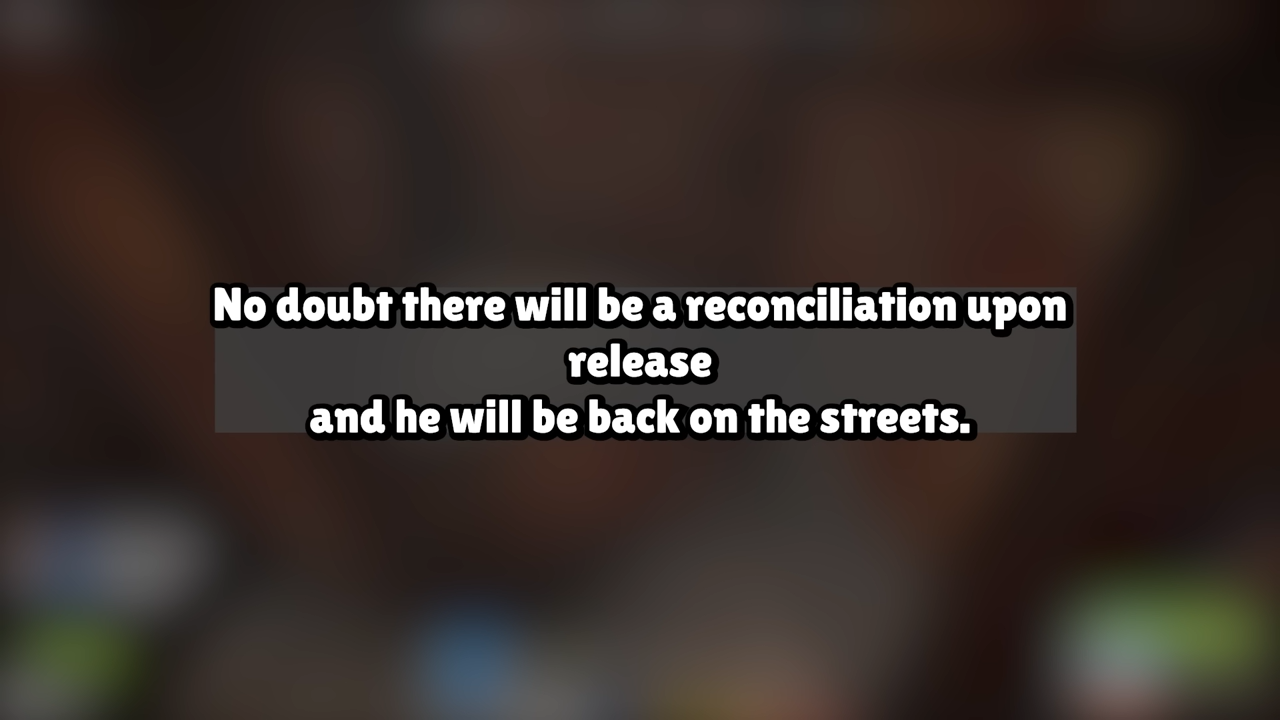 No doubt there will be a reconciliation upon
release
and he will be back on the streets.